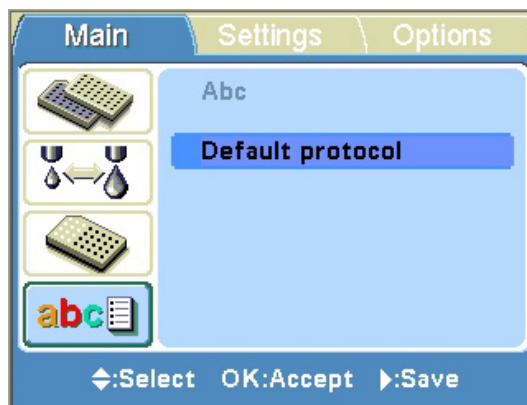 Main Settings Options
Abc
Default protocol
abc
:Select OK:Accept :Save